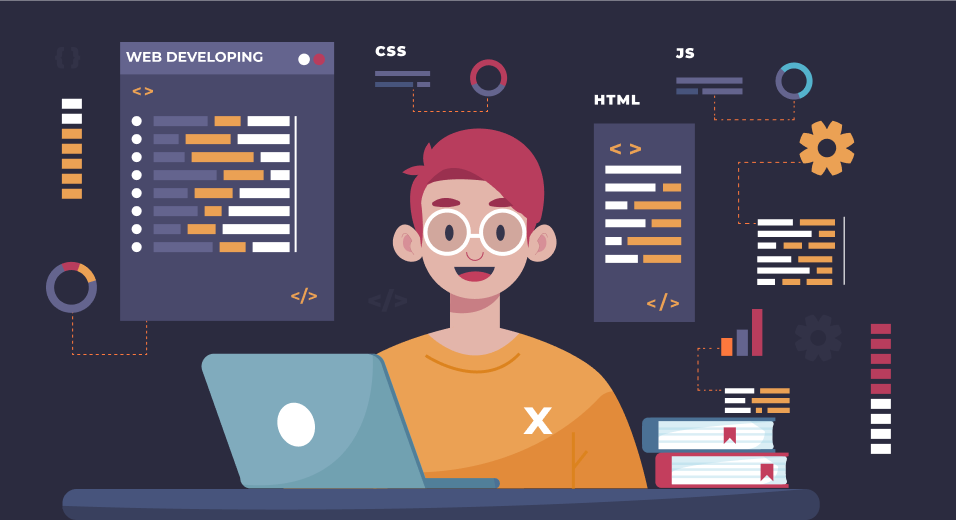 WEB DEVELOPING
< >
</>
CSS
JS
HTML
< >
</>
</>
{ }
X